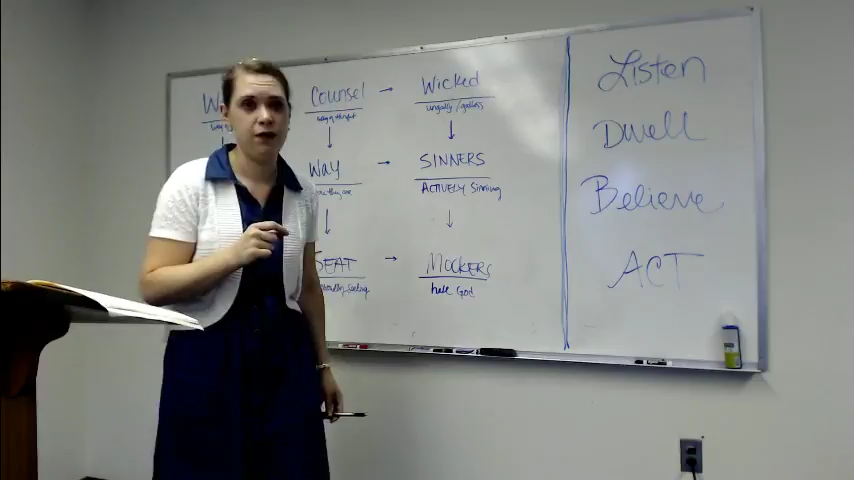 Counsel → Wicked
ungodly/godless
Way → SINNERS
ACTIVELY Sinning
SEAT → MOCKERS
hate God
Listen
Dwell
Believe
ACT